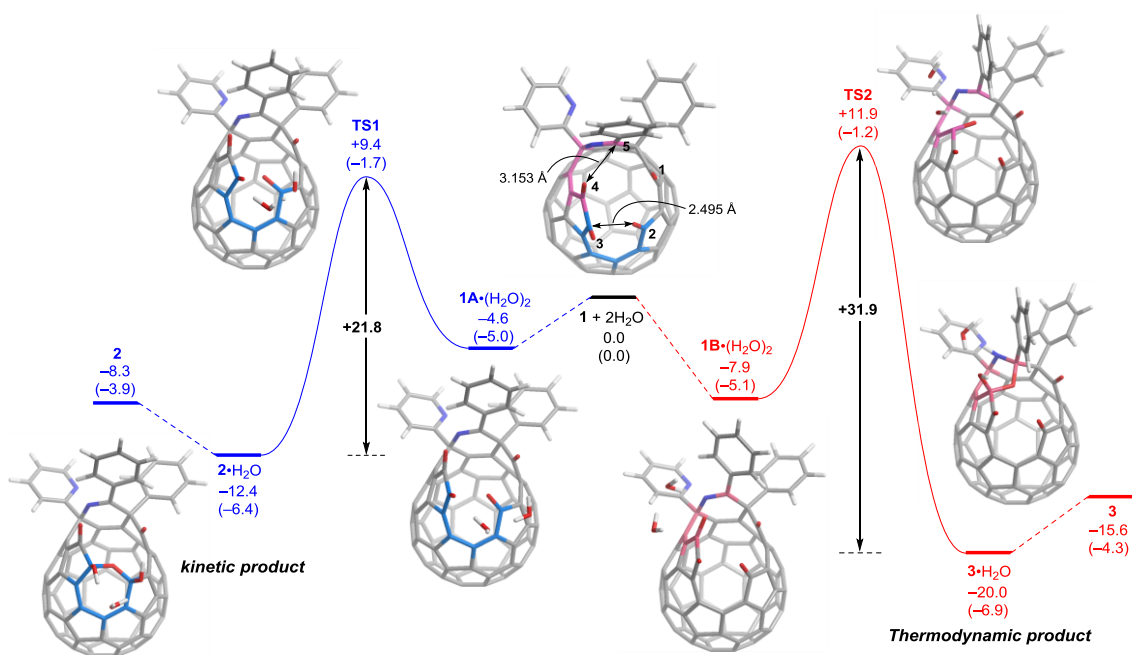 TS1
+9.4
(–1.7)
+21.8
2
–8.3
(–3.9)
2•H₂O
–12.4
(–6.4)
kinetic product
1A•(H₂O)₂
–4.6
(–5.0)
3.153 Å
5
4
1
2.495 Å
2
3
1 + 2H₂O
0.0
(0.0)
1B•(H₂O)₂
–7.9
(–5.1)
TS2
+11.9
(–1.2)
+31.9
3
–15.6
(–4.3)
3•H₂O
–20.0
(–6.9)
Thermodynamic product